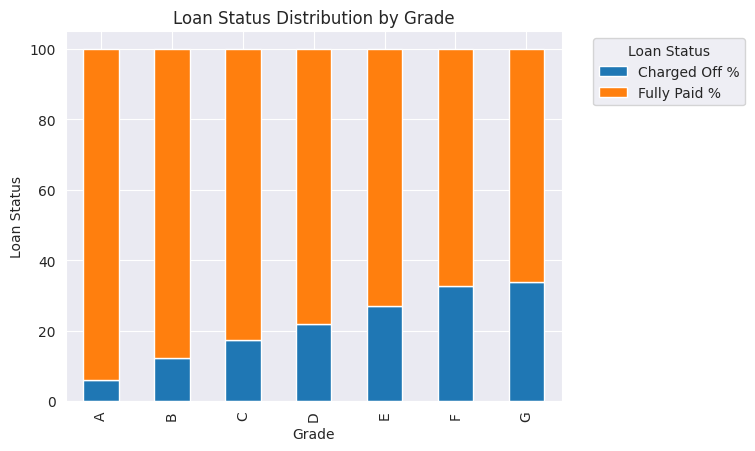 Loan Status Distribution by Grade
Loan Status
Charged Off %
Fully Paid %
Loan Status
100
80
60
40
20
0
A
B
C
D
E
F
G
Grade